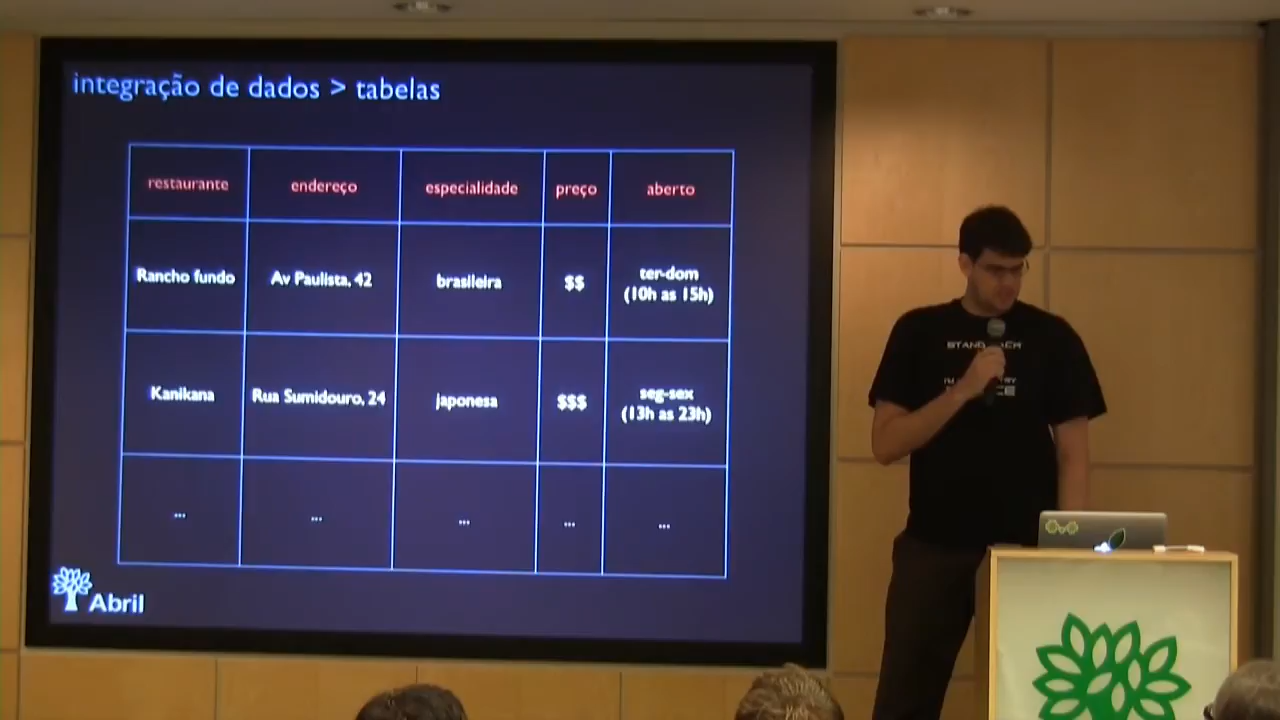 integração de dados > tabelas
restaurante endereço especialidade preço aberto
Rancho fundo Av Paulista, 42 brasileira $$ ter-dom
(10h as 15h)
Kanikana Rua Sumidouro, 24 japonesa $$$ seg-sex
(13h as 23h)
... ... ... ... ...
Abril
STAND